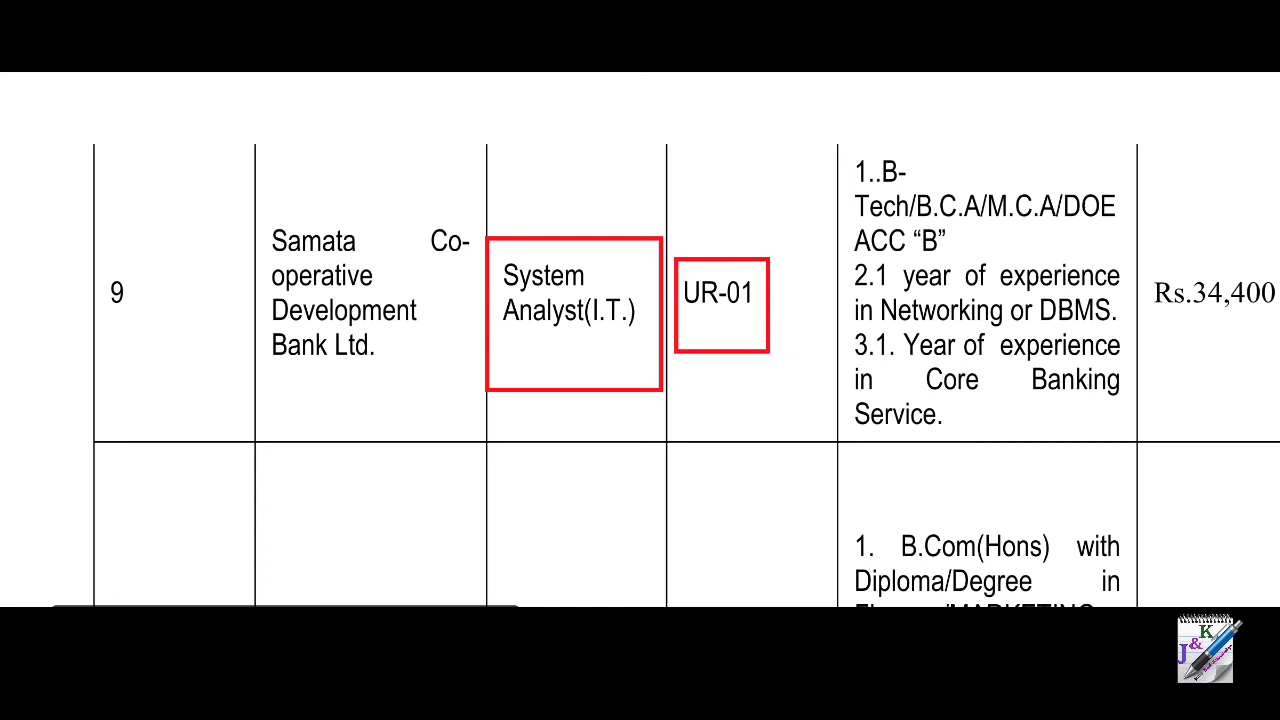 9
Samata Co-
operative
Development
Bank Ltd.
System
Analyst(I.T.)
UR-01
1..B-
Tech/B.C.A/M.C.A/DOE
ACC “B”
2.1 year of experience
in Networking or DBMS.
3.1. Year of experience
in Core Banking
Service.
Rs.34,400
1. B.Com(Hons) with
Diploma/Degree in
J&K